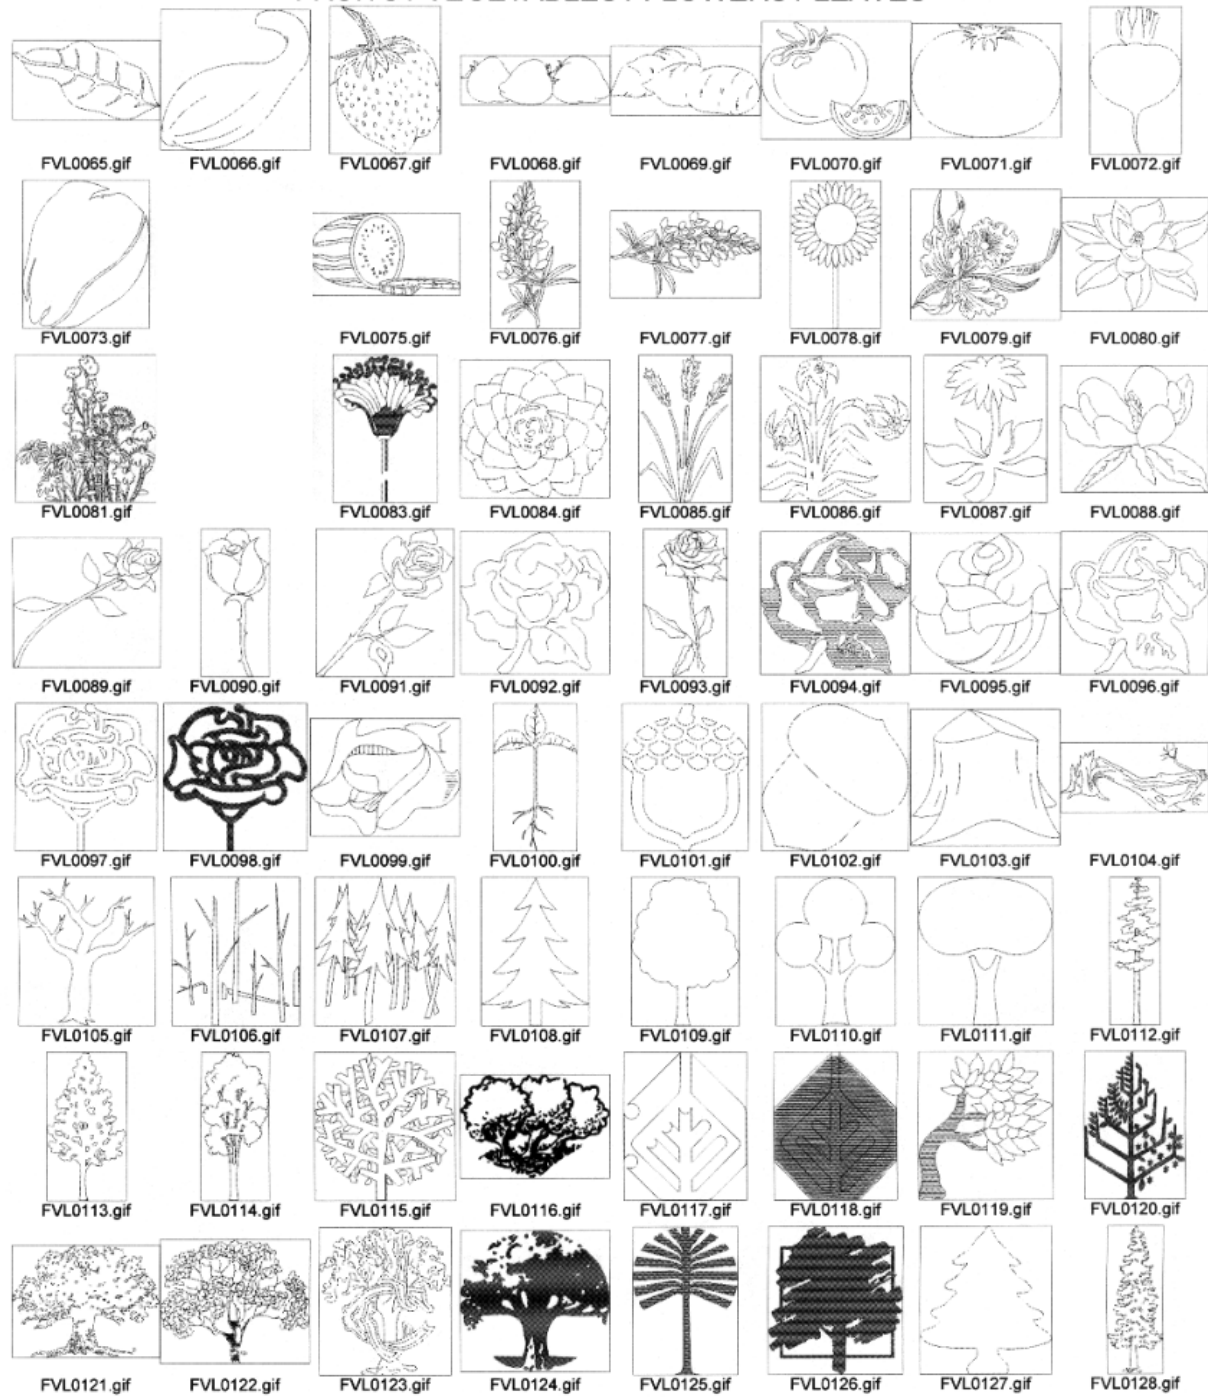 FVL0065.gif FVL0066.gif FVL0067.gif FVL0068.gif FVL0069.gif FVL0070.gif FVL0071.gif FVL0072.gif
FVL0073.gif FVL0075.gif FVL0076.gif FVL0077.gif FVL0078.gif FVL0079.gif FVL0080.gif
FVL0081.gif FVL0083.gif FVL0084.gif FVL0085.gif FVL0086.gif FVL0087.gif FVL0088.gif
FVL0089.gif FVL0090.gif FVL0091.gif FVL0092.gif FVL0093.gif FVL0094.gif FVL0095.gif FVL0096.gif
FVL0097.gif FVL0098.gif FVL0099.gif FVL0100.gif FVL0101.gif FVL0102.gif FVL0103.gif FVL0104.gif
FVL0105.gif FVL0106.gif FVL0107.gif FVL0108.gif FVL0109.gif FVL0110.gif FVL0111.gif FVL0112.gif
FVL0113.gif FVL0114.gif FVL0115.gif FVL0116.gif FVL0117.gif FVL0118.gif FVL0119.gif FVL0120.gif
FVL0121.gif FVL0122.gif FVL0123.gif FVL0124.gif FVL0125.gif FVL0126.gif FVL0127.gif FVL0128.gif